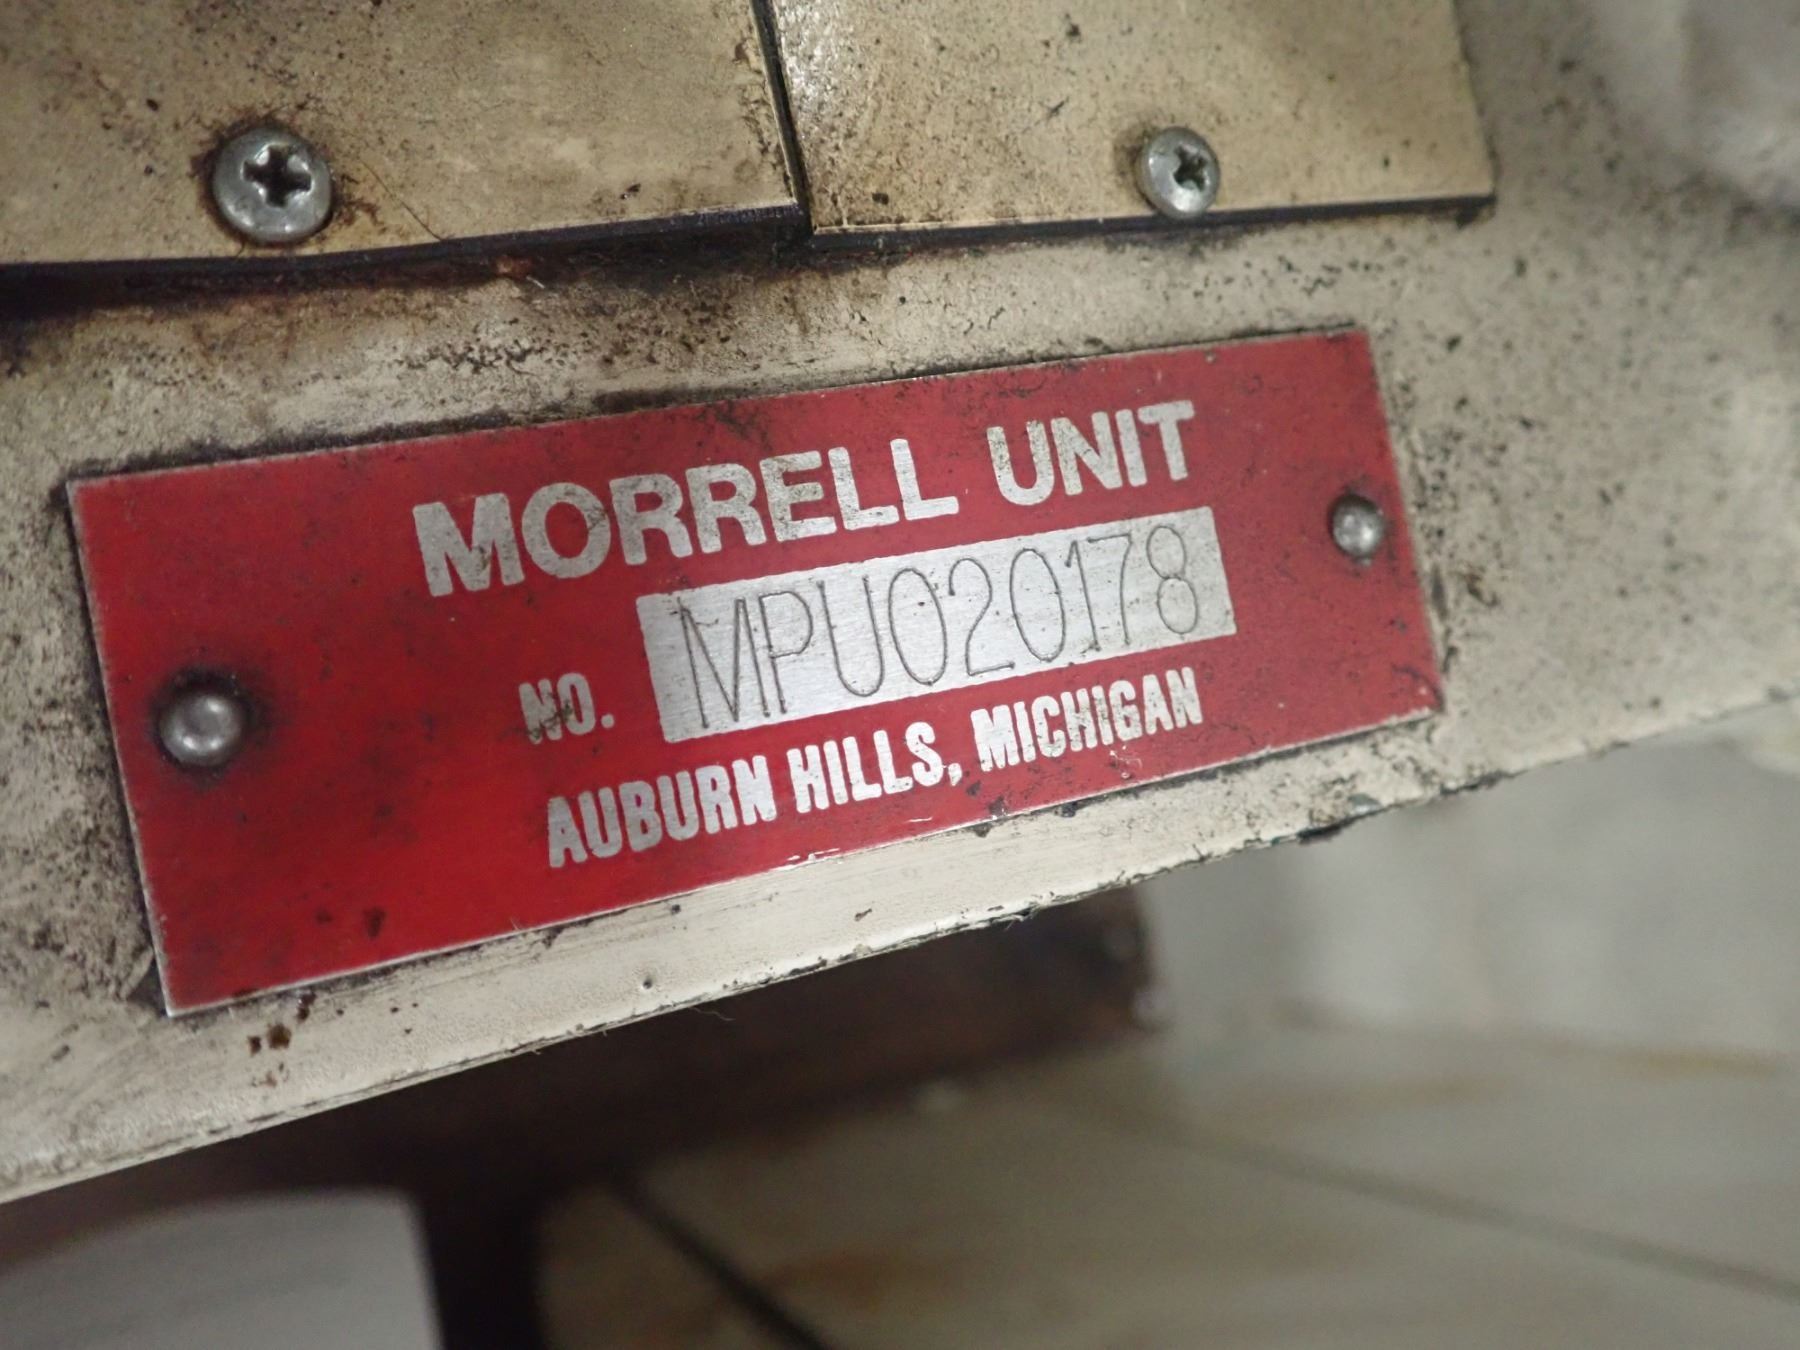 MORRELL UNIT
NO. MPU020178
AUBURN HILLS, MICHIGAN